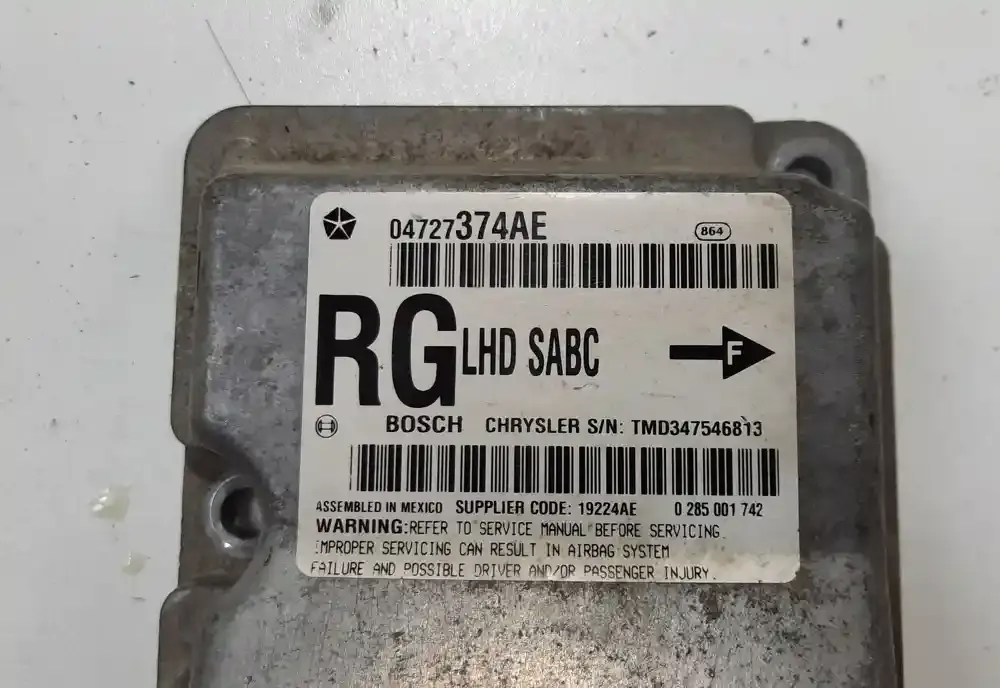 04727374AE 864
RG LHD SABC F
BOSCH CHRYSLER S/N: TMD347546813
ASSEMBLED IN MEXICO SUPPLIER CODE: 19224AE 0 285 001 742
WARNING:REFER TO SERVICE MANUAL BEFORE SERVICING.
IMPROPER SERVICING CAN RESULT IN AIRBAG SYSTEM
FAILURE AND POSSIBLE DRIVER AND/OR PASSENGER INJURY.